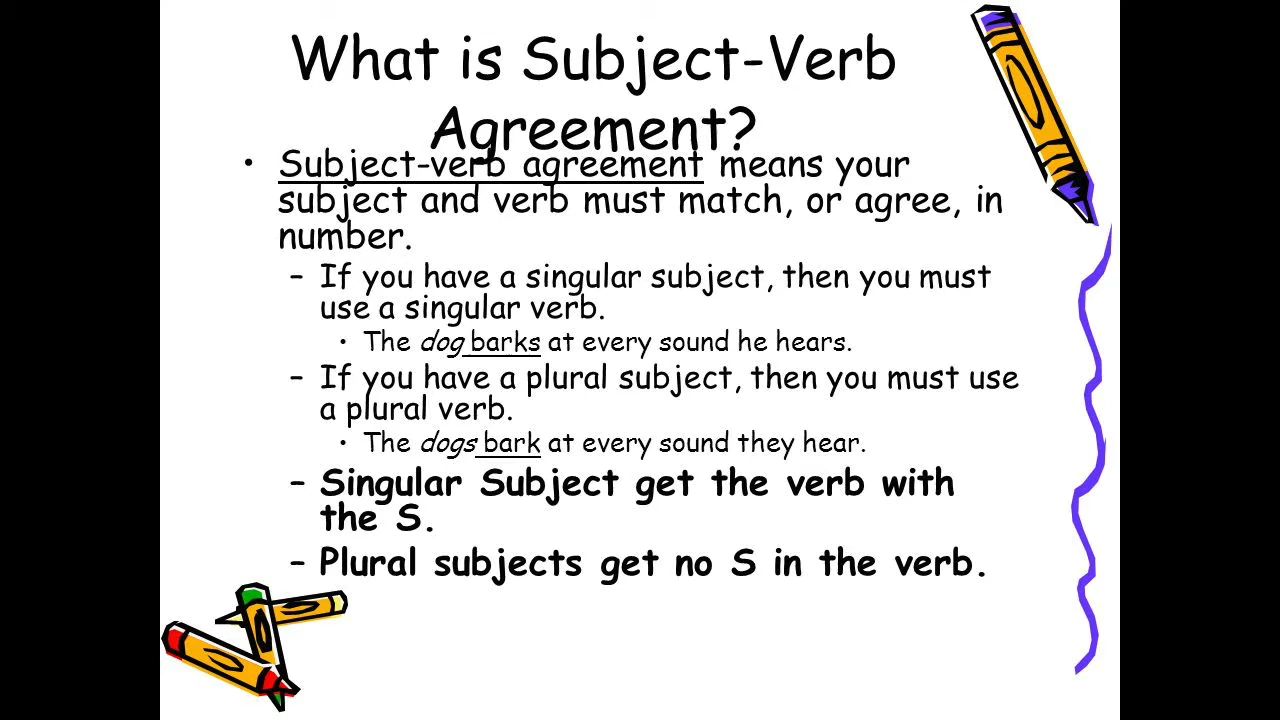 What is Subject-Verb
Agreement?
• Subject-verb agreement means your
subject and verb must match, or agree, in
number.
– If you have a singular subject, then you must
use a singular verb.
• The dog barks at every sound he hears.
– If you have a plural subject, then you must use
a plural verb.
• The dogs bark at every sound they hear.
– Singular Subject get the verb with
the S.
– Plural subjects get no S in the verb.